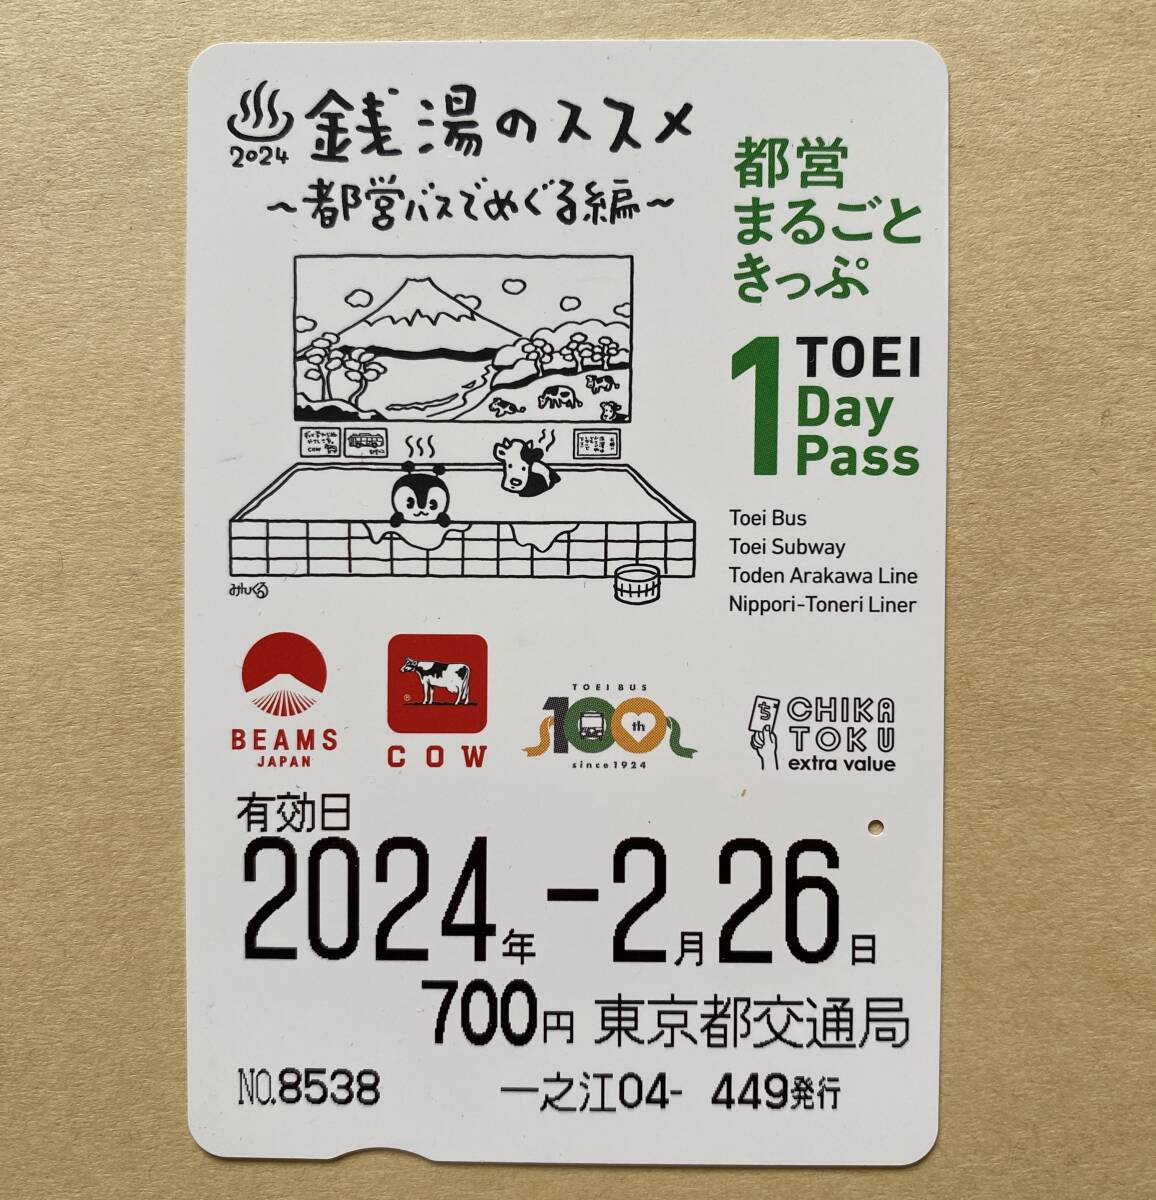 2024
銭湯のススメ
～都営バスでめぐる編～
都営
まるごと
きっぷ
1 TOEI
Day
Pass
COW
みんくる
Toei Bus
Toei Subway
Toden Arakawa Line
Nippori-Toneri Liner
BEAMS
JAPAN
®
COW
TOEI BUS
100th
since 1924
ち
CHIKA
TOKU
extra value
有効日
2024年 -2月26日
700円 東京都交通局
NO.8538
一之江04- 449発行